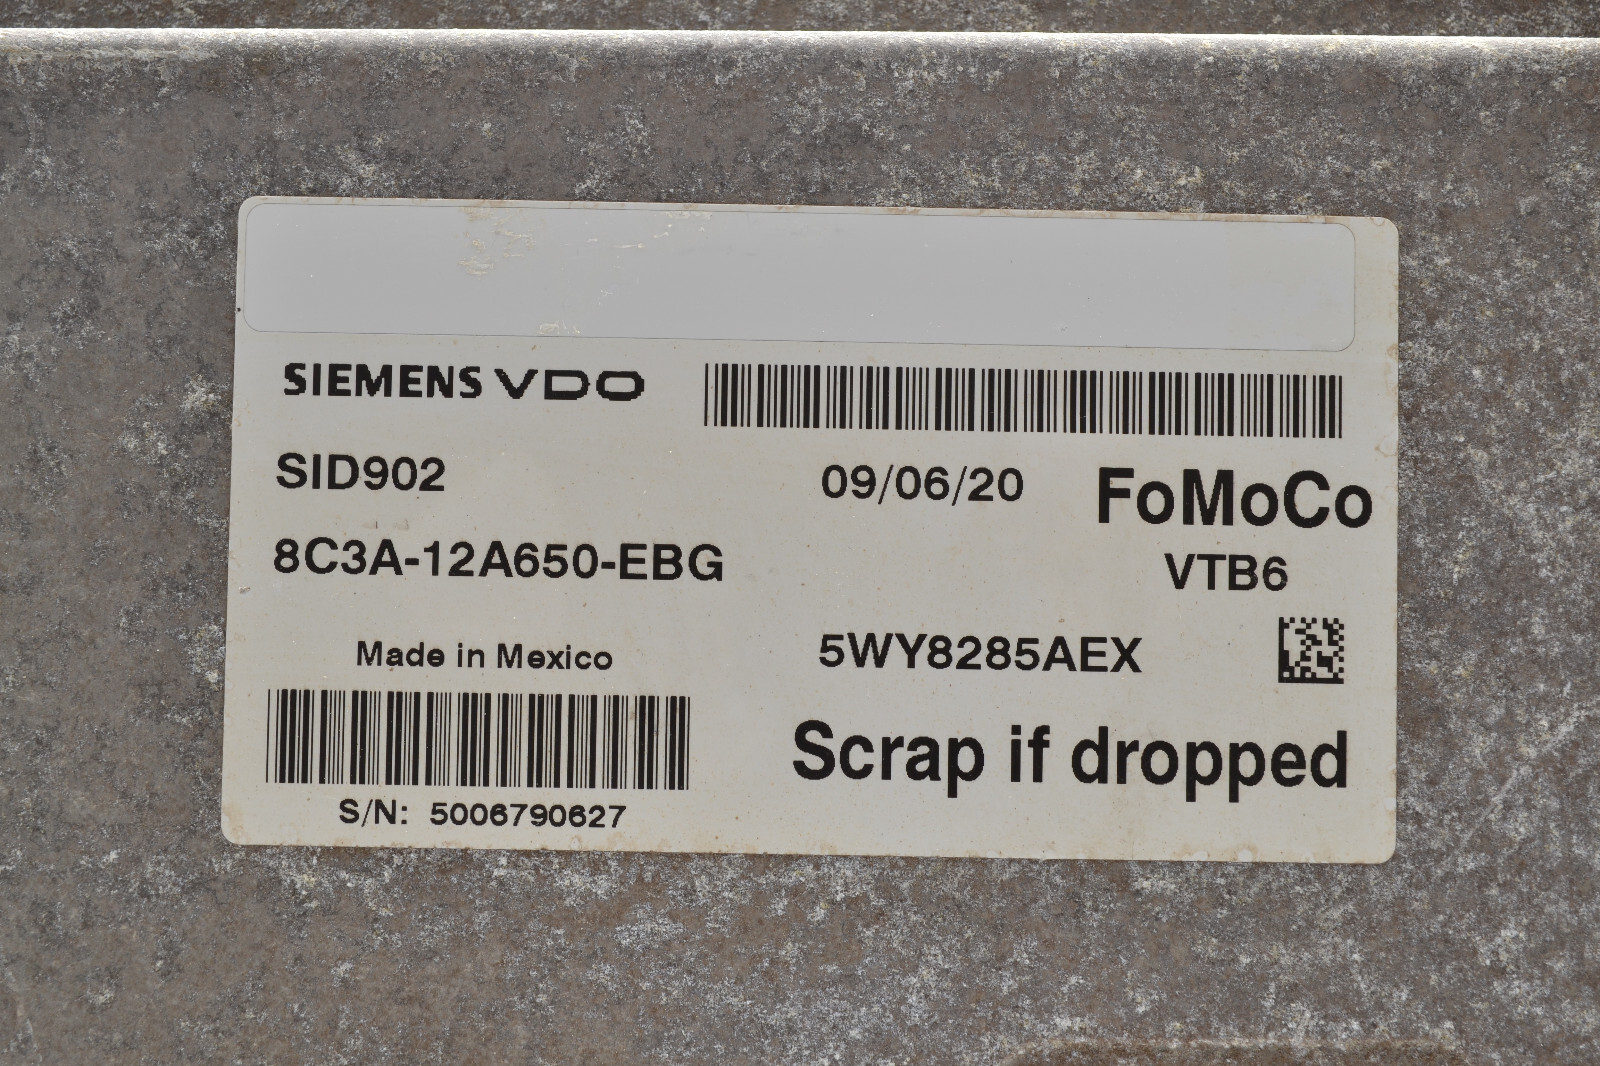 SIEMENS VDO
SID902 09/06/20 FoMoCo
8C3A-12A650-EBG VTB6
Made in Mexico 5WY8285AEX
Scrap if dropped
S/N: 5006790627